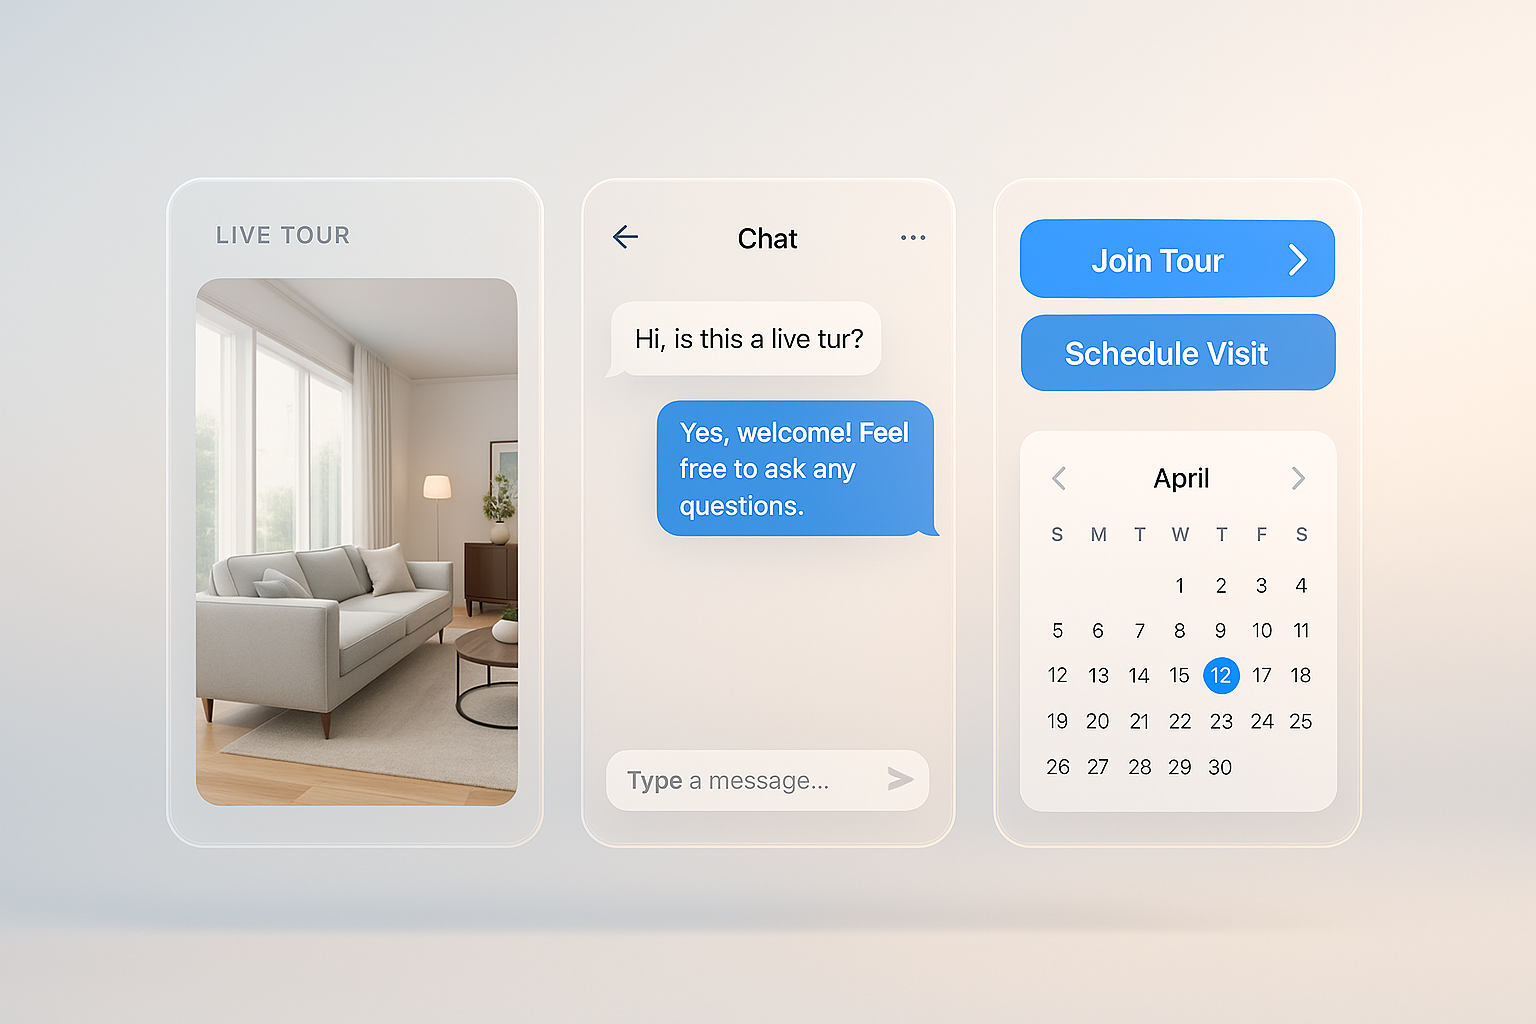 LIVE TOUR
Chat
Hi, is this a live tur?
Yes, welcome! Feel
free to ask any
questions.
Type a message...
Join Tour
Schedule Visit
April
S M T W T F S
1 2 3 4
5 6 7 8 9 10 11
12 13 14 15 12 17 18
19 20 21 22 23 24 25
26 27 28 29 30